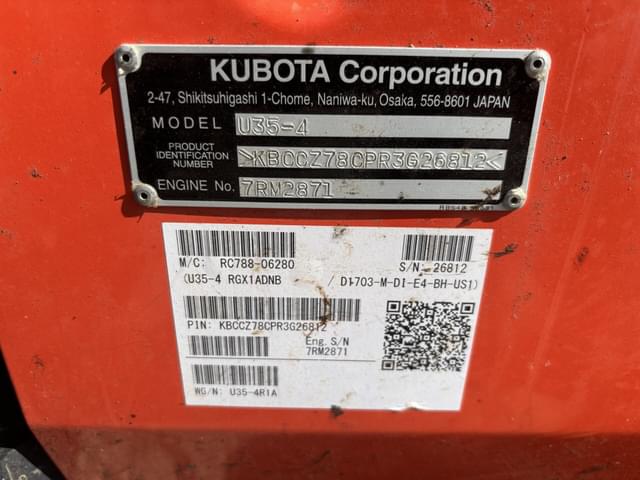 KUBOTA Corporation
2-47, Shikitsuhigashi 1-Chome, Naniwa-ku, Osaka, 556-8601 JAPAN
MODEL U35-4
PRODUCT IDENTIFICATION NUMBER >KBCCZ78CPR3G26812<
ENGINE No. 7RM2871
M/C: RC788-06280 S/N: 26812
(U35-4 RGX1ADNB / D1703-M-DI-E4-BH-US1)
PIN: KBCCZ78CPR3G26812
Eng. S/N
7RM2871
WG/N: U35-4R1A